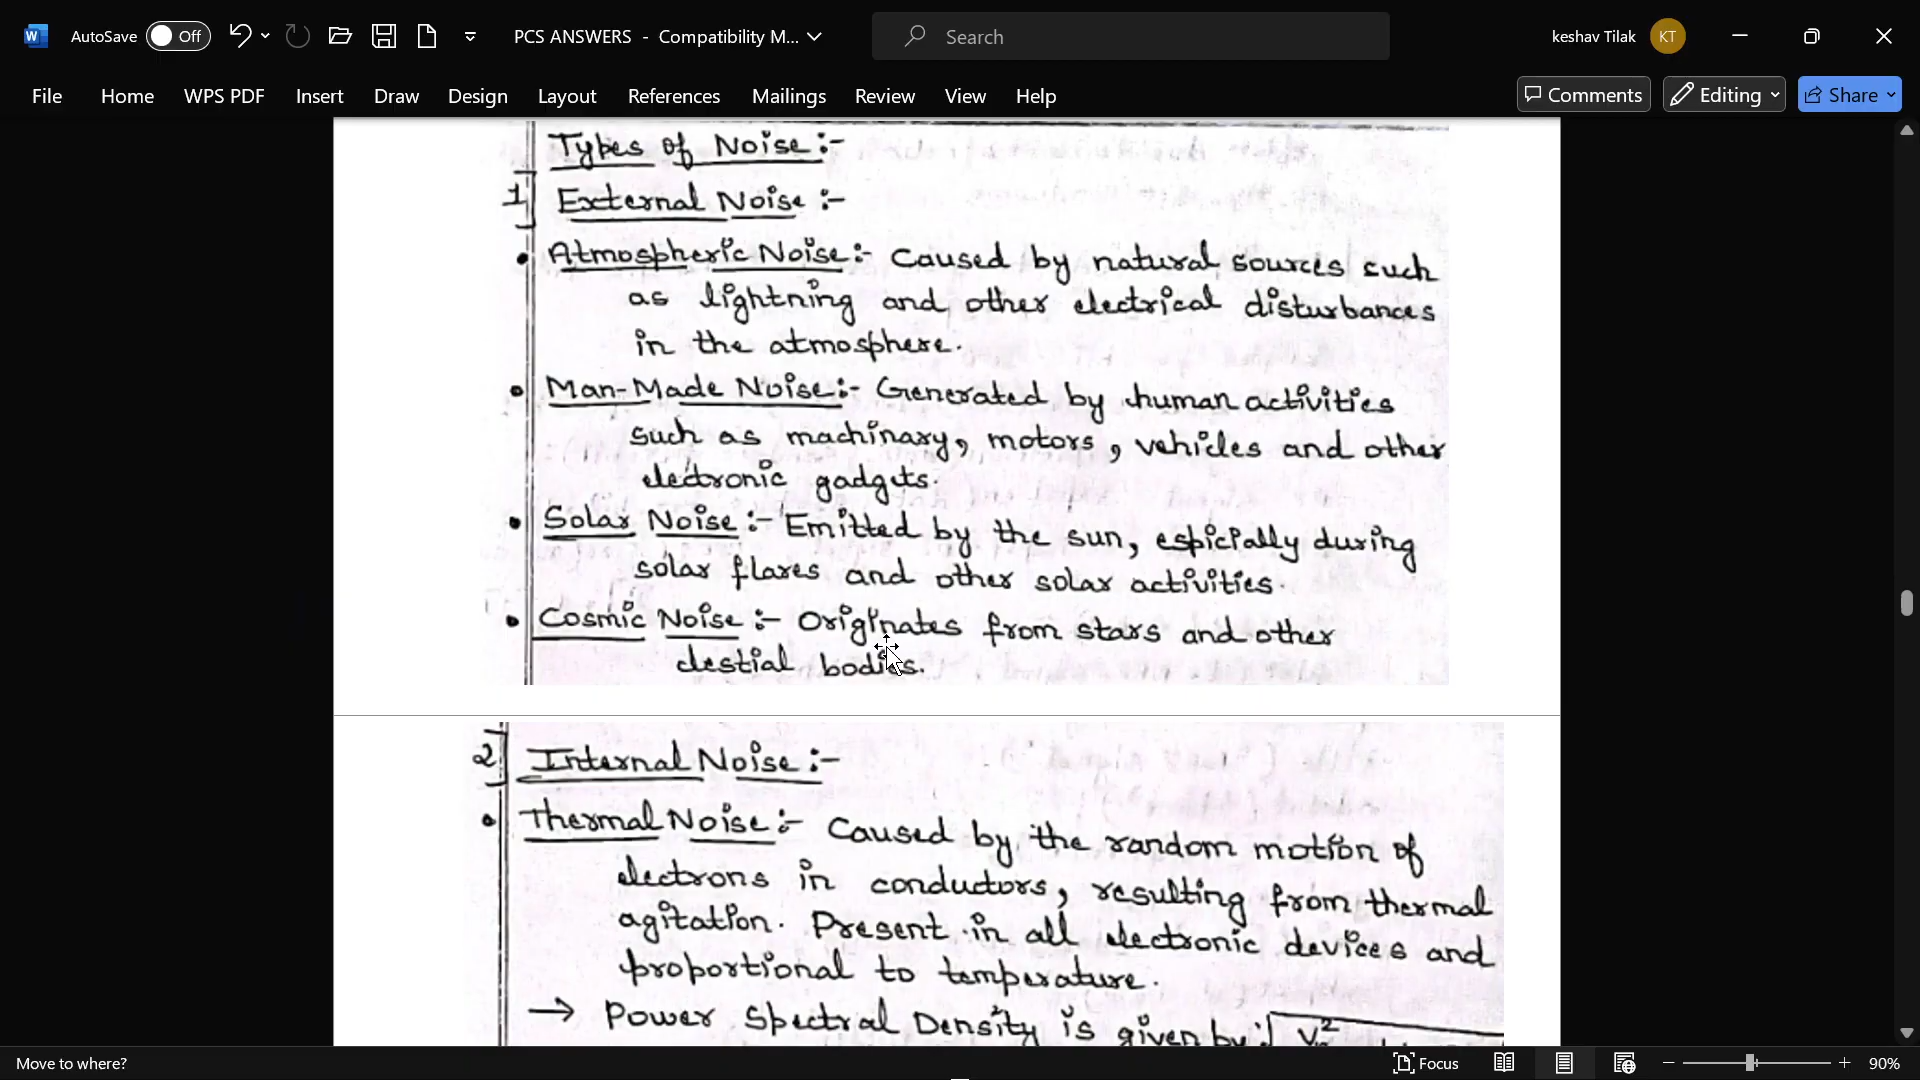 AutoSave Off PCS ANSWERS - Compatibility M... Search keshav Tilak KT
File Home WPS PDF Insert Draw Design Layout References Mailings Review View Help Comments Editing Share
Types of Noise :-
1] External Noise :-
• Atmospheric Noise :- Caused by natural sources such
as lightning and other electrical disturbances
in the atmosphere.
• Man-Made Noise :- Generated by human activities
such as machinary, motors, vehicles and other
electronic gadgets.
• Solar Noise :- Emitted by the sun, espicially during
solar flares and other solar activities.
• Cosmic Noise :- Originates from stars and other
clestial bodies.
2] Internal Noise :-
• Thermal Noise :- Caused by the random motion of
electrons in conductors, resulting from thermal
agitation. Present in all electronic devices and
proportional to temperature.
→ Power Spectral Density is given by :
Move to where? Focus 90%